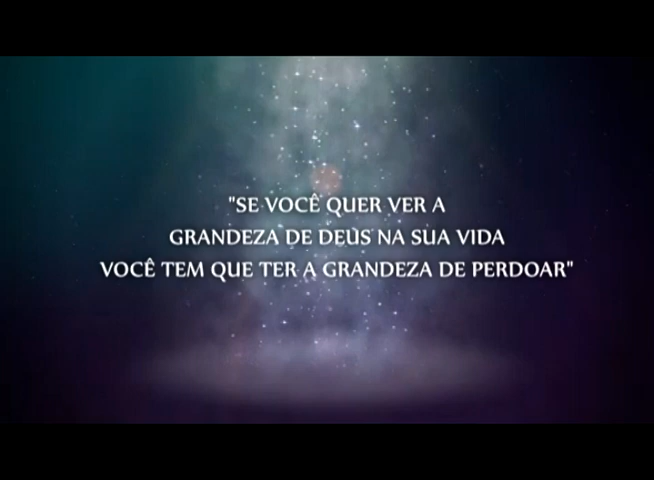 "SE VOCÊ QUER VER A
GRANDEZA DE DEUS NA SUA VIDA
VOCÊ TEM QUE TER A GRANDEZA DE PERDOAR"